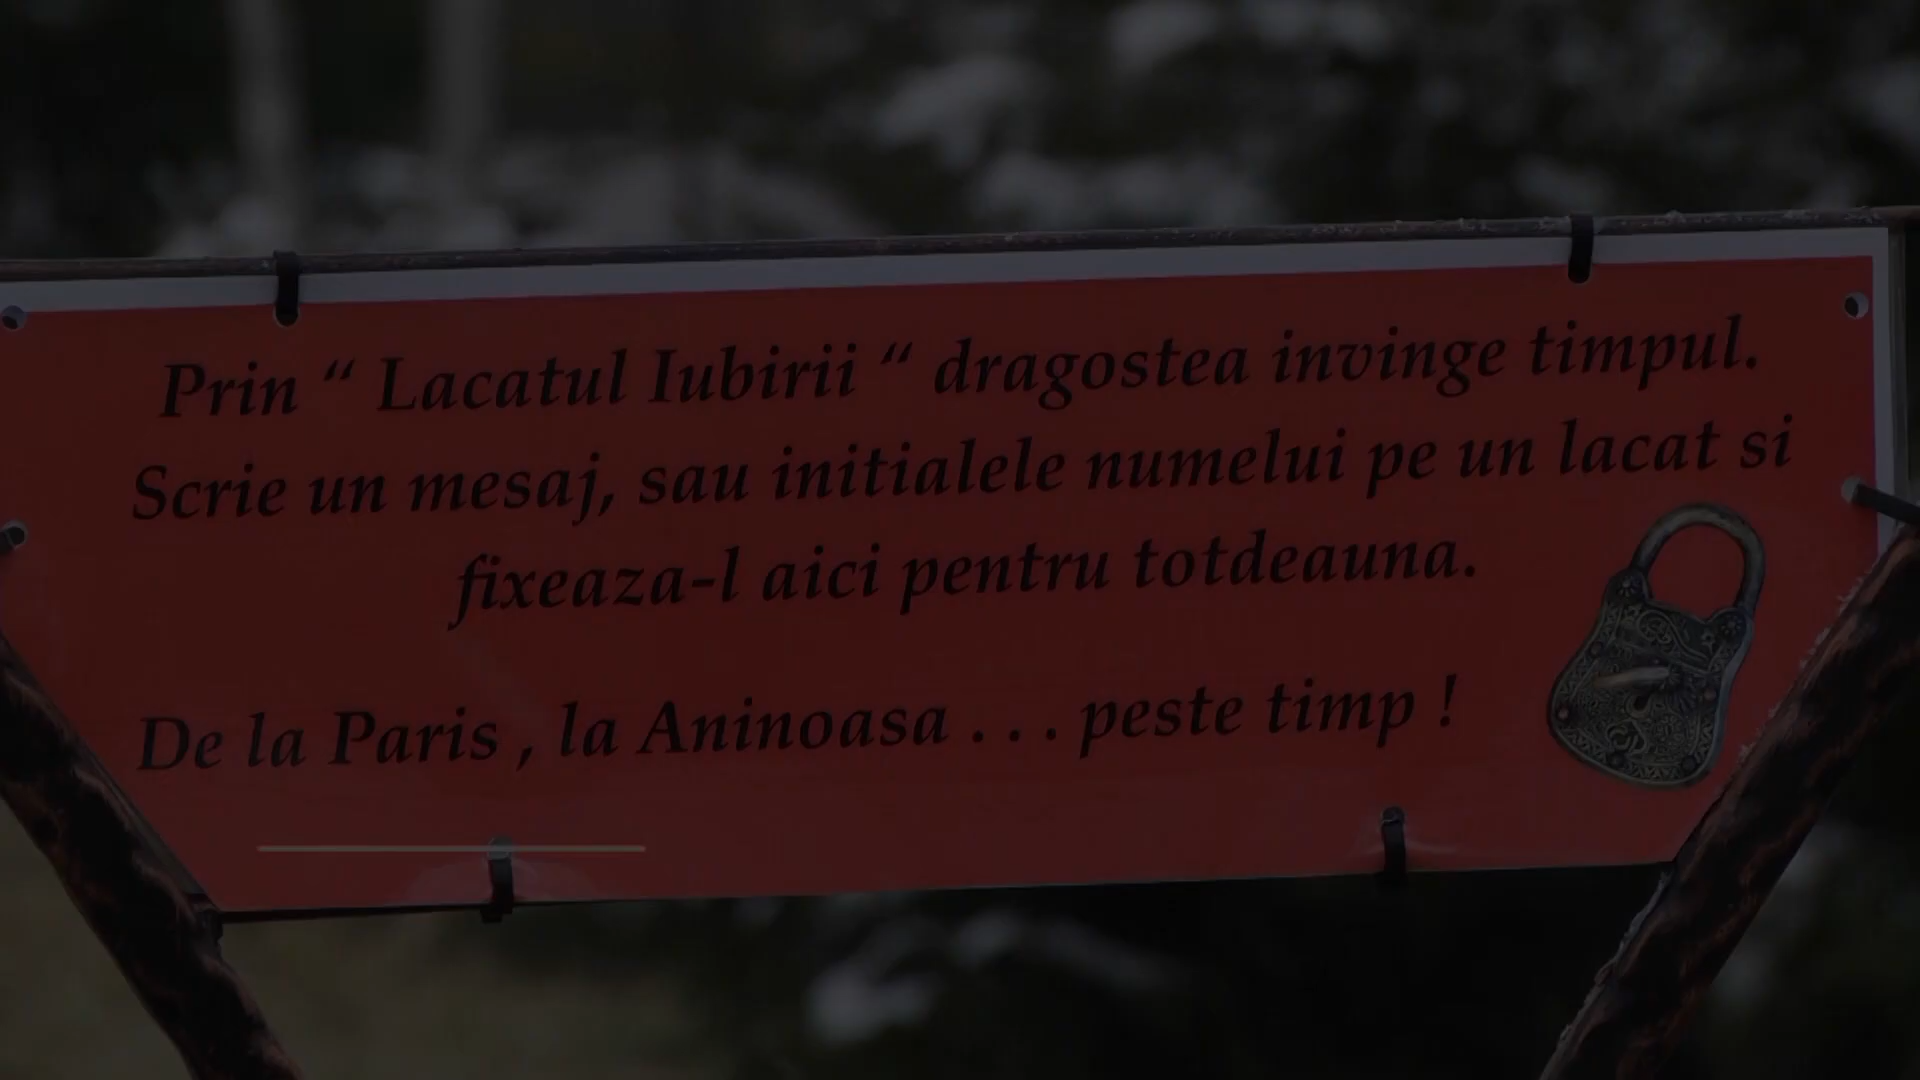 Prin “ Lacatul Iubirii “ dragostea invinge timpul.
Scrie un mesaj, sau initialele numelui pe un lacat si
fixeaza-l aici pentru totdeauna.
De la Paris , la Aninoasa . . . peste timp !